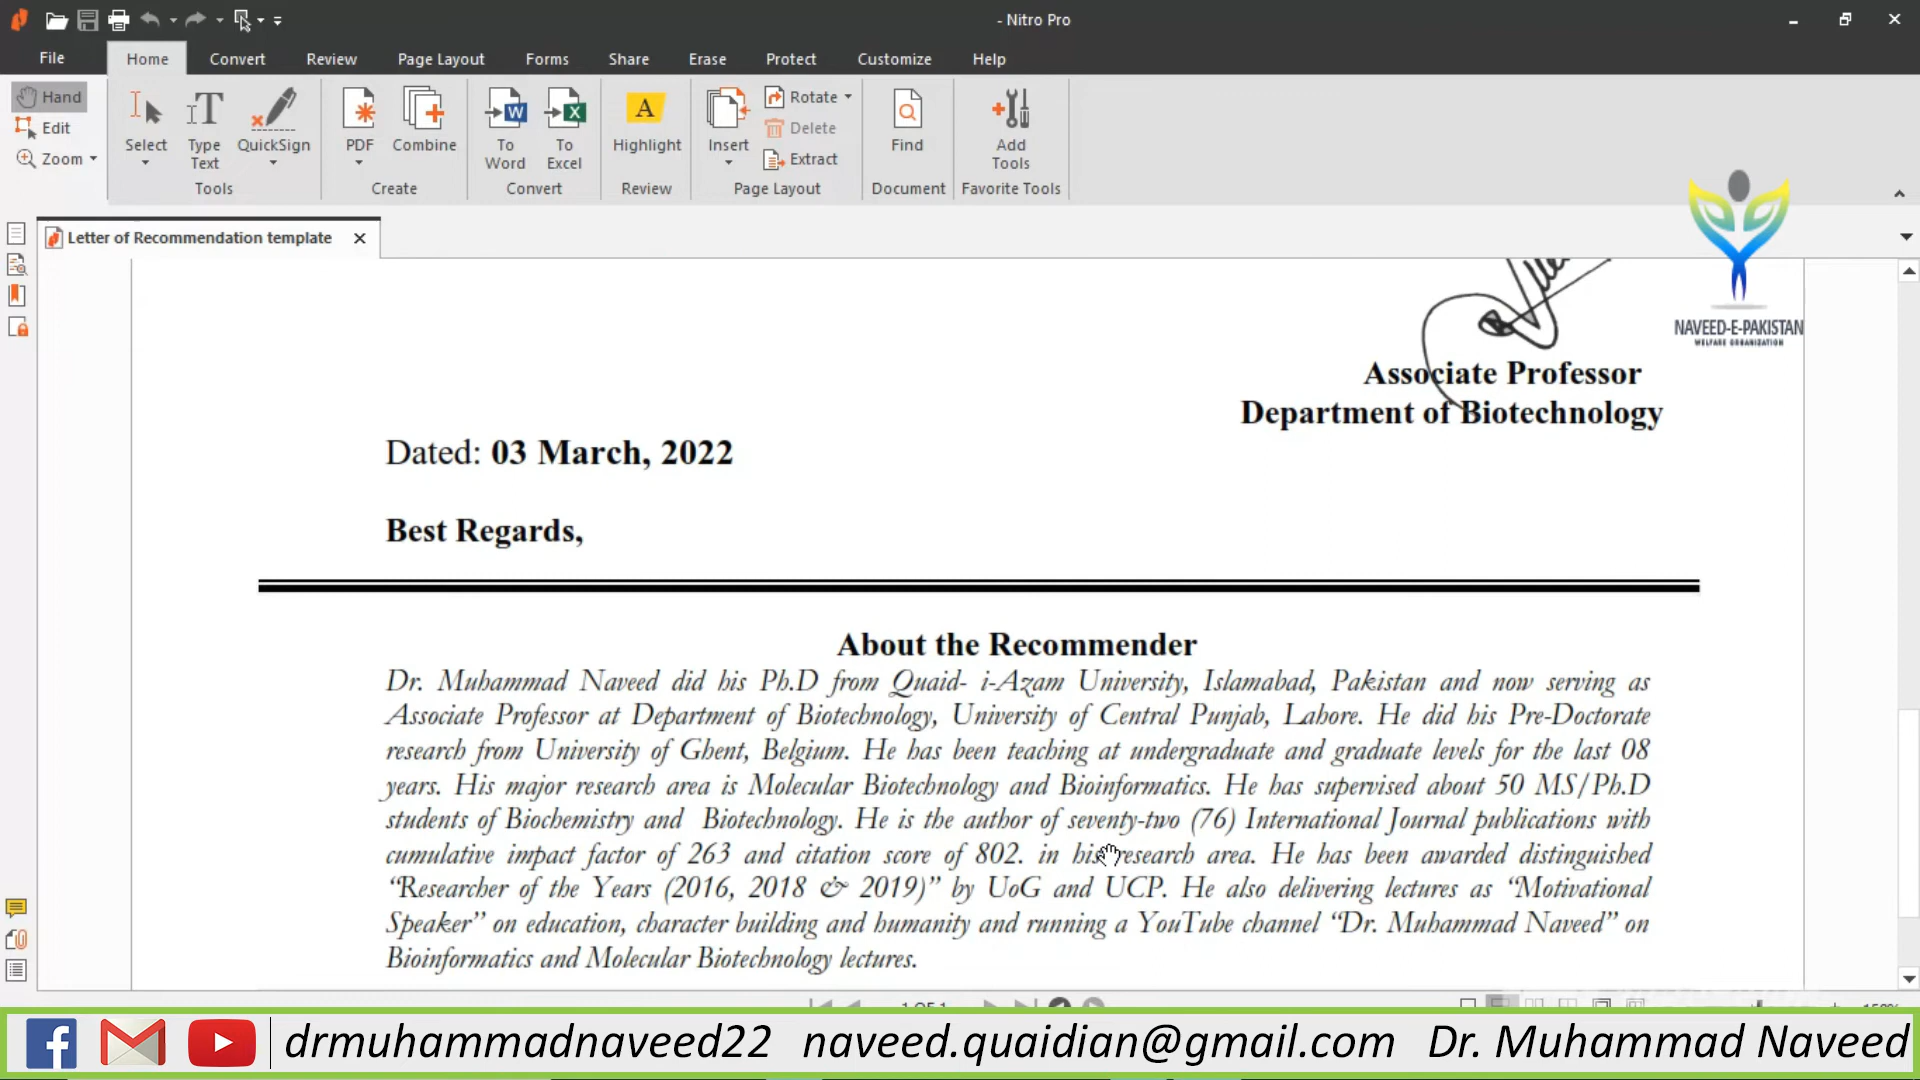 - Nitro Pro
File Home Convert Review Page Layout Forms Share Erase Protect Customize Help
Hand
Edit
Zoom
Select
Type Text
QuickSign
Tools
PDF
Combine
Create
To Word
To Excel
Convert
A
Highlight
Review
Insert
Rotate
Delete
Extract
Page Layout
Find
Document
Add Tools
Favorite Tools
Letter of Recommendation template
NAVEED-E-PAKISTAN
WELFARE ORGANIZATION
Associate Professor
Department of Biotechnology
Dated: 03 March, 2022
Best Regards,
About the Recommender
Dr. Muhammad Naveed did his Ph.D from Quaid- i-Azam University, Islamabad, Pakistan and now serving as
Associate Professor at Department of Biotechnology, University of Central Punjab, Lahore. He did his Pre-Doctorate
research from University of Ghent, Belgium. He has been teaching at undergraduate and graduate levels for the last 08
years. His major research area is Molecular Biotechnology and Bioinformatics. He has supervised about 50 MS/Ph.D
students of Biochemistry and Biotechnology. He is the author of seventy-two (76) International Journal publications with
cumulative impact factor of 263 and citation score of 802. in his research area. He has been awarded distinguished
“Researcher of the Years (2016, 2018 & 2019)” by UoG and UCP. He also delivering lectures as “Motivational
Speaker” on education, character building and humanity and running a YouTube channel “Dr. Muhammad Naveed” on
Bioinformatics and Molecular Biotechnology lectures.
drmuhammadnaveed22 naveed.quaidian@gmail.com Dr. Muhammad Naveed